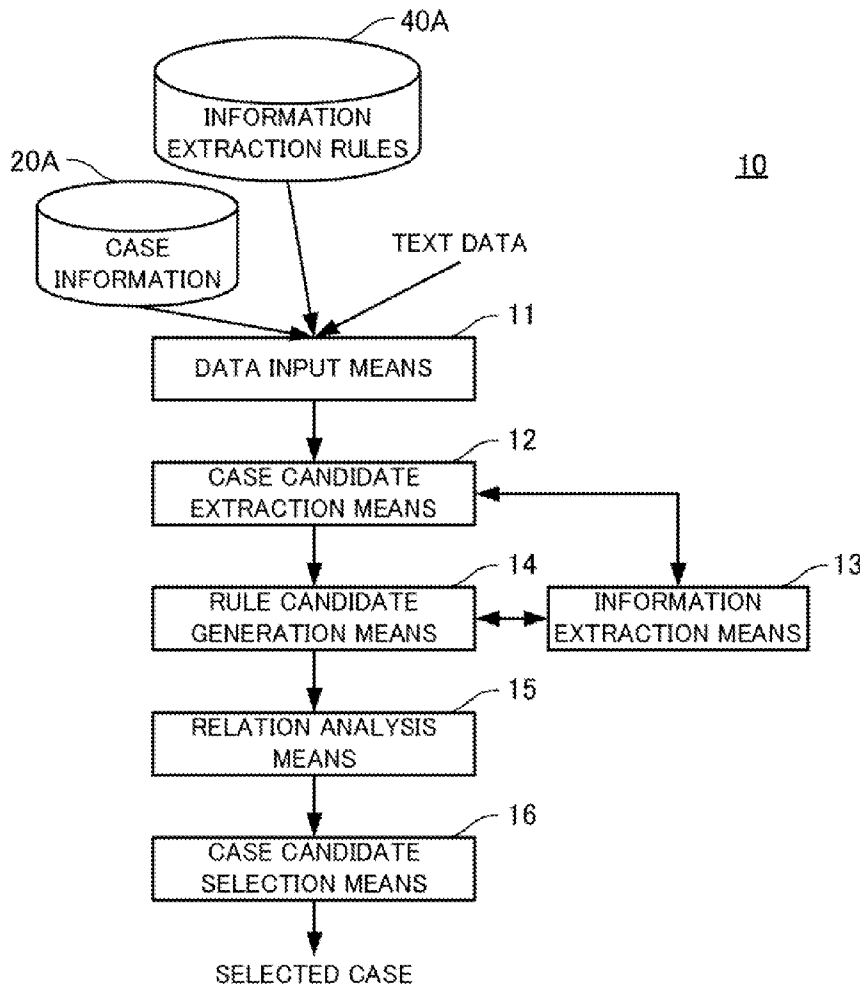 40A
INFORMATION
EXTRACTION RULES
20A
10
CASE
INFORMATION
TEXT DATA
11
DATA INPUT MEANS
12
CASE CANDIDATE
EXTRACTION MEANS
14
RULE CANDIDATE
GENERATION MEANS
13
INFORMATION
EXTRACTION MEANS
15
RELATION ANALYSIS
MEANS
16
CASE CANDIDATE
SELECTION MEANS
SELECTED CASE